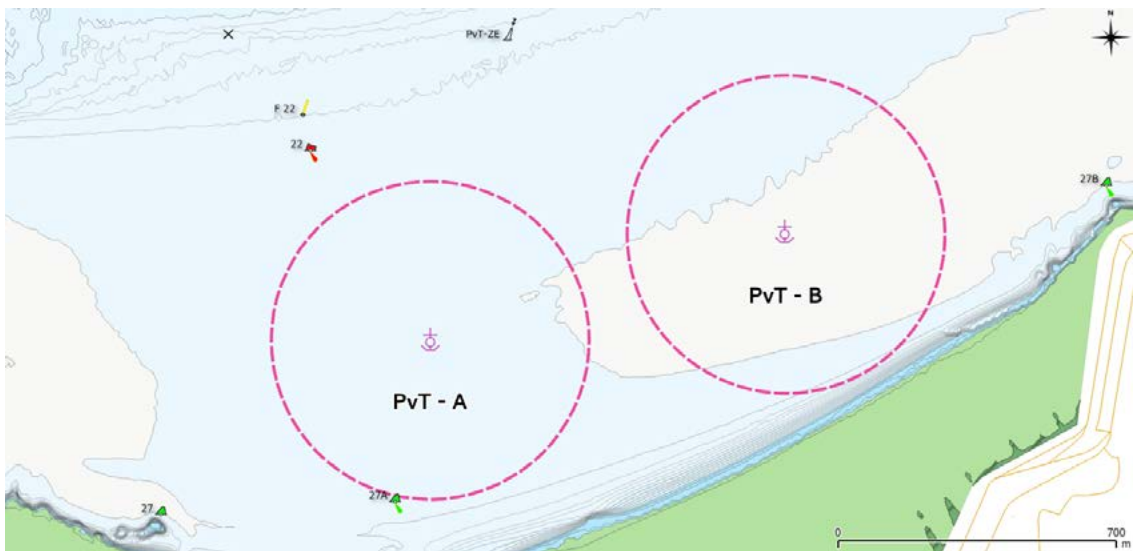 N
PvT-ZE
z
F 22
22
27B
PvT - B
PvT - A
27A
27
0 700
m